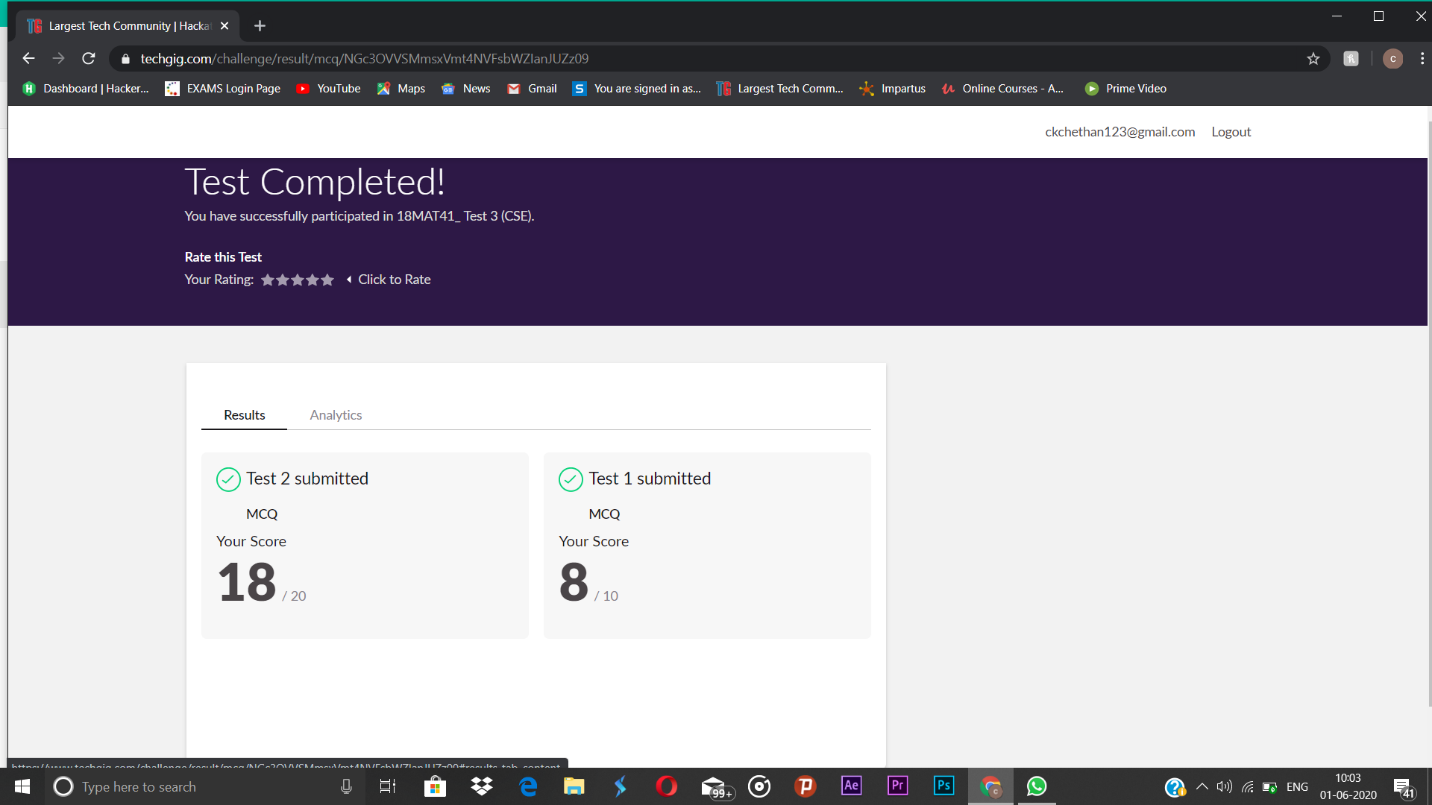 Largest Tech Community | Hacka
techgig.com/challenge/result/mcq/NGc3OVVSMmsxVmt4NVFsbWZIanJUZz09
Dashboard | Hacker... EXAMS Login Page YouTube Maps News Gmail You are signed in as... Largest Tech Comm... Impartus Online Courses - A... Prime Video
ckchethan123@gmail.com Logout
Test Completed!
You have successfully participated in 18MAT41_ Test 3 (CSE).
Rate this Test
Your Rating: Click to Rate
Results Analytics
Test 2 submitted
MCQ
Your Score
18 / 20
Test 1 submitted
MCQ
Your Score
8 / 10
Type here to search
99+
Ae Pr Ps
ENG
10:03
01-06-2020
41